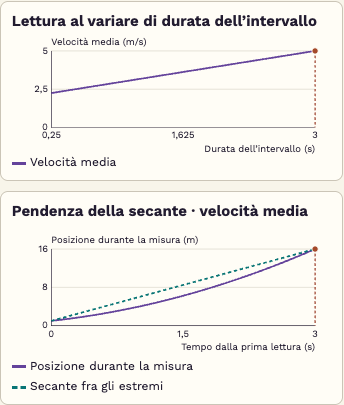 Lettura al variare di durata dell’intervallo
Velocità media (m/s)
5
2,5
0
0,25 1,625 3
Durata dell’intervallo (s)
Velocità media
Pendenza della secante · velocità media
Posizione durante la misura (m)
16
8
0
0 1,5 3
Tempo dalla prima lettura (s)
Posizione durante la misura
Secante fra gli estremi